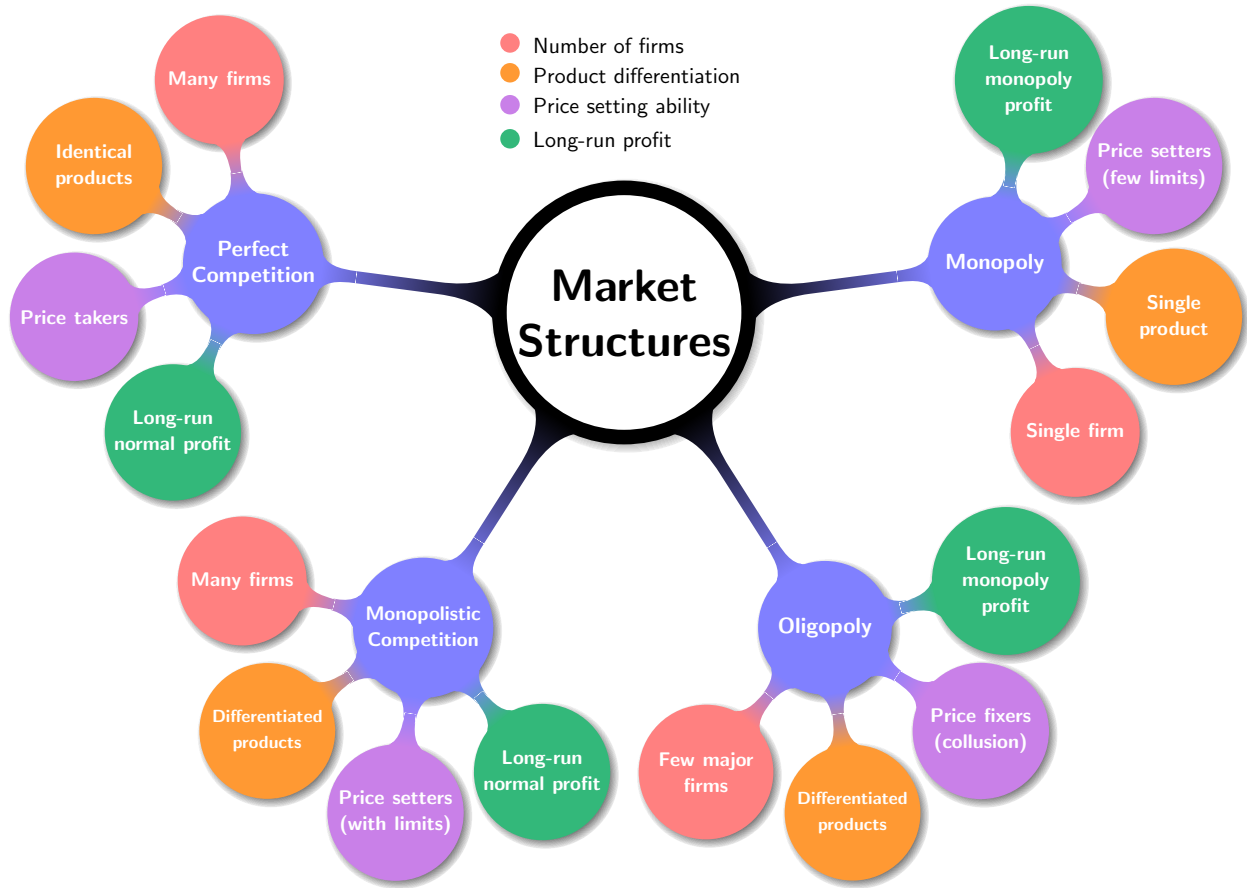 Number of firms
Product differentiation
Price setting ability
Long-run profit
Market
Structures
Perfect
Competition
Many firms
Identical
products
Price takers
Long-run
normal profit
Monopoly
Long-run
monopoly
profit
Price setters
(few limits)
Single
product
Single firm
Monopolistic
Competition
Many firms
Differentiated
products
Price setters
(with limits)
Long-run
normal profit
Oligopoly
Long-run
monopoly
profit
Price fixers
(collusion)
Differentiated
products
Few major
firms